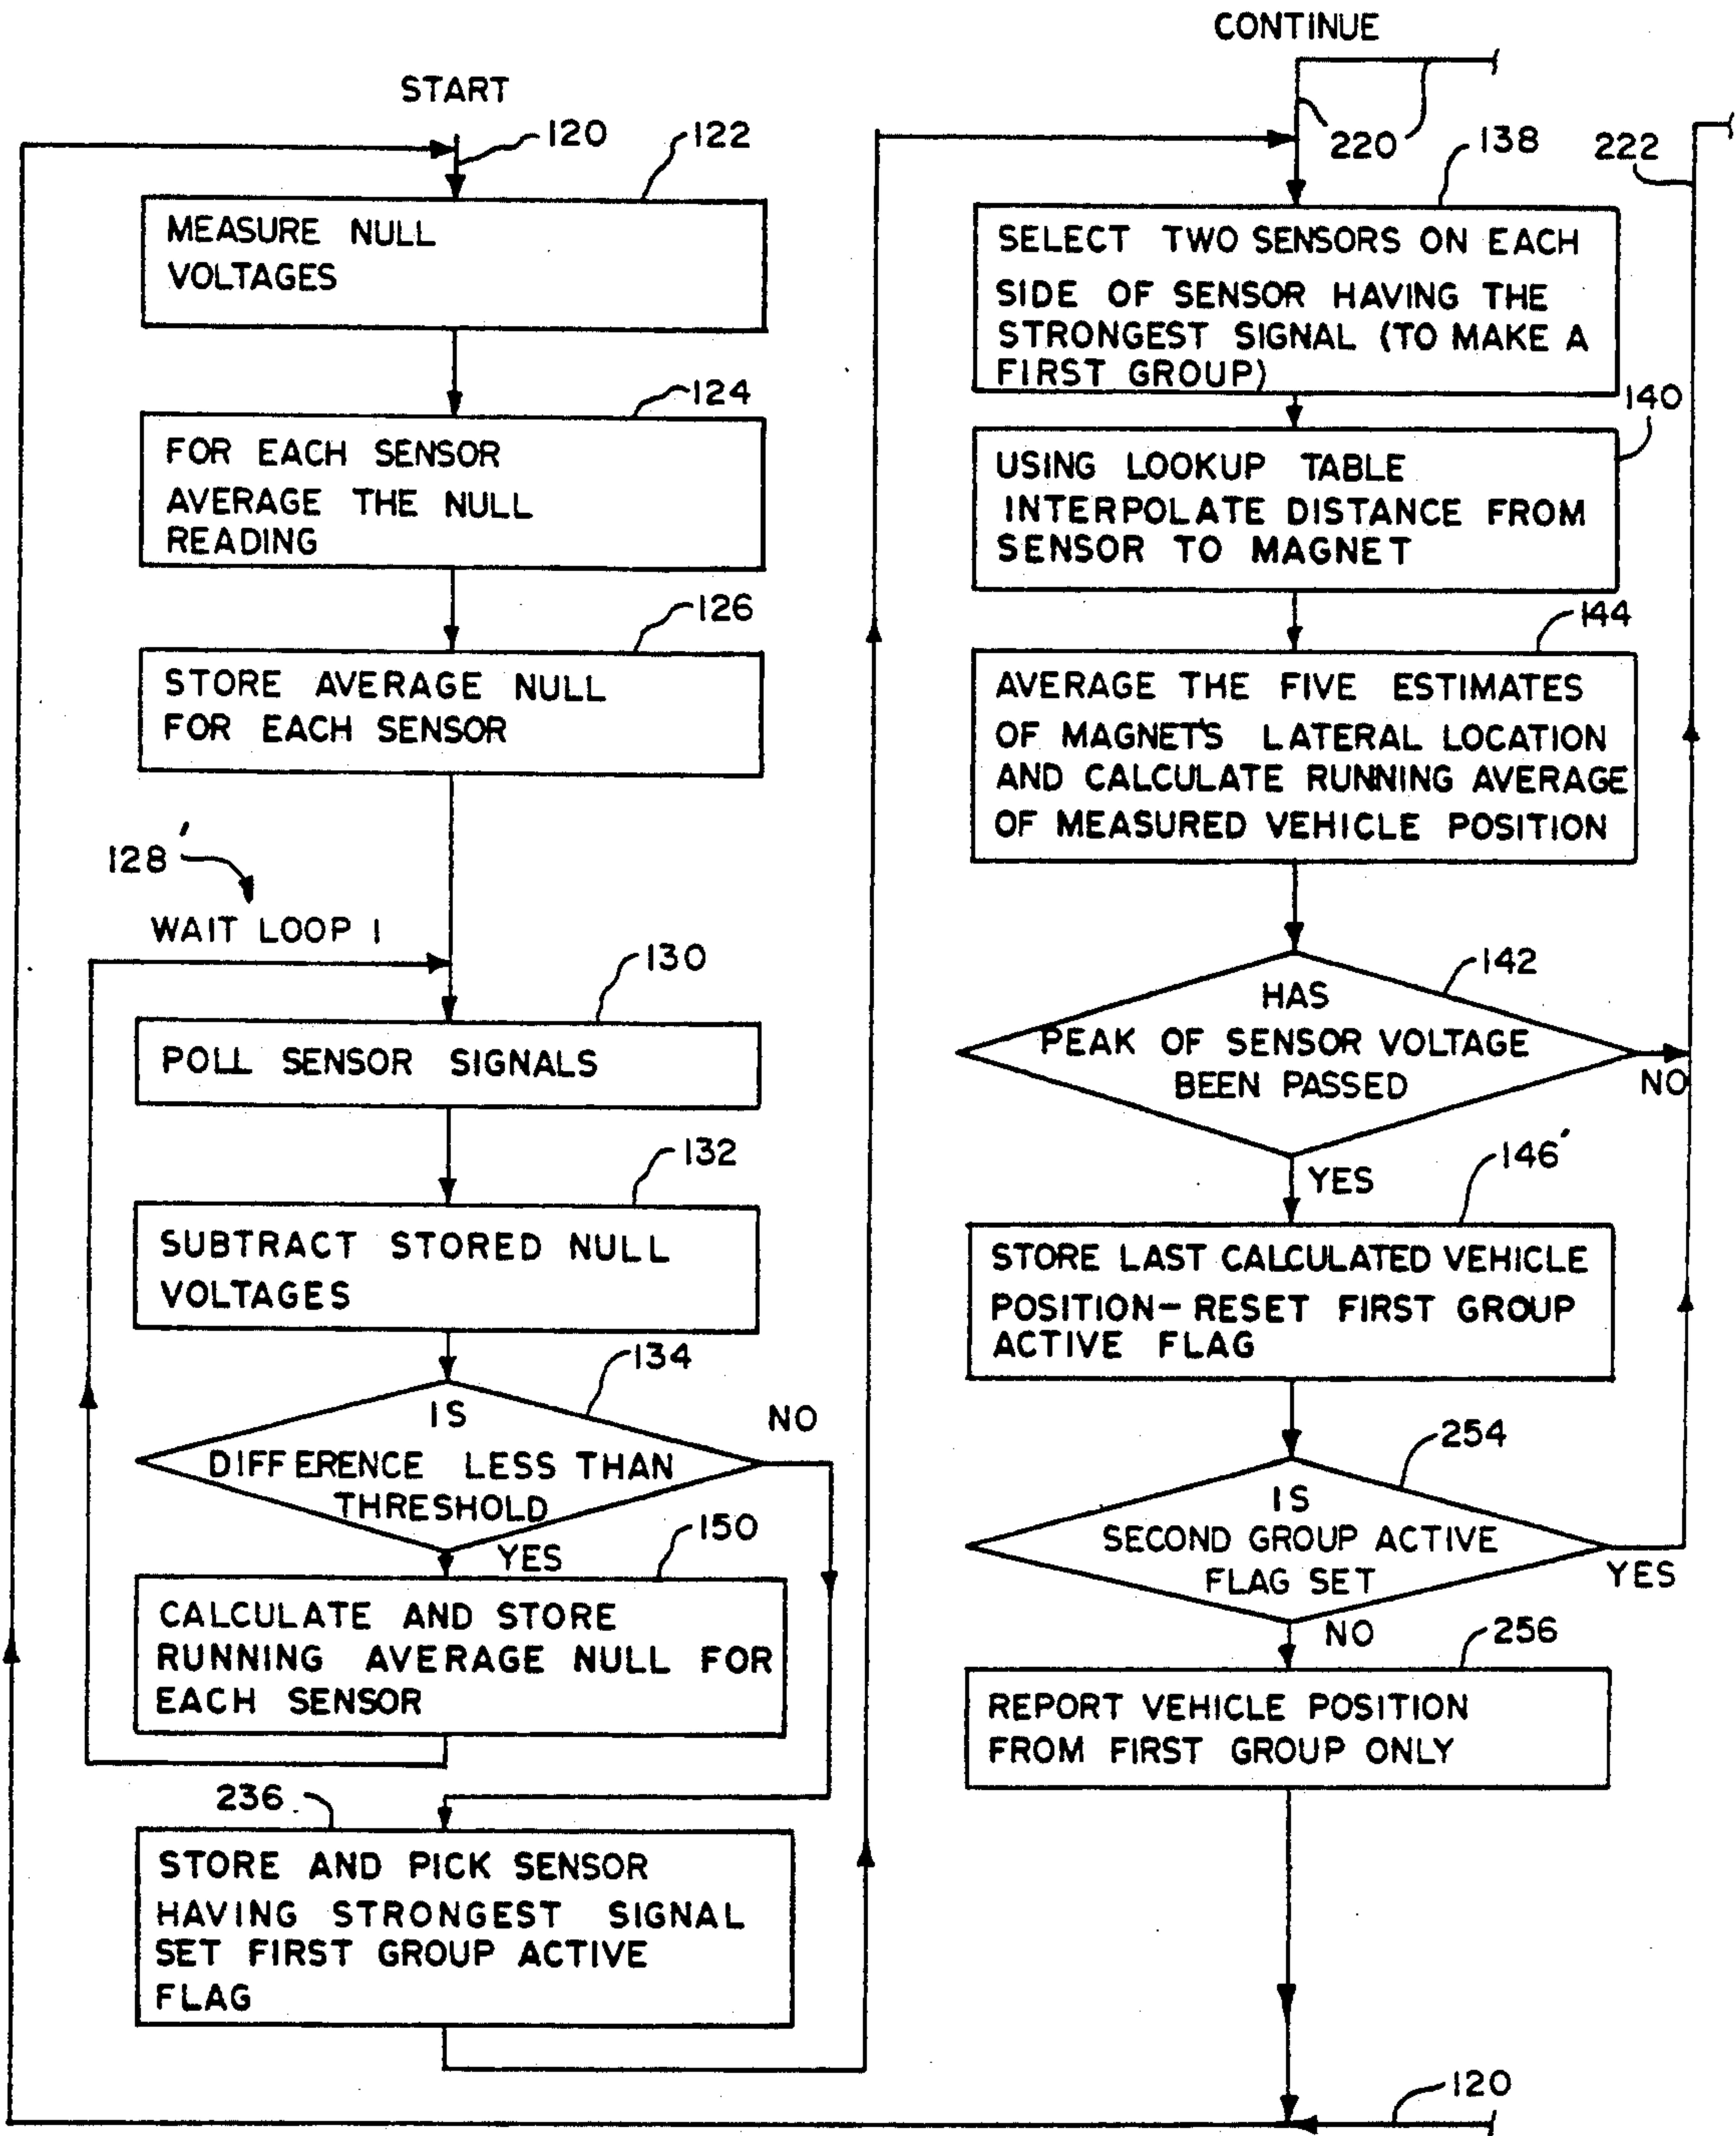 START
120
122
MEASURE NULL
VOLTAGES
124
FOR EACH SENSOR
AVERAGE THE NULL
READING
126
STORE AVERAGE NULL
FOR EACH SENSOR
128'
WAIT LOOP 1
130
POLL SENSOR SIGNALS
132
SUBTRACT STORED NULL
VOLTAGES
134
IS
DIFFERENCE LESS THAN
THRESHOLD
NO
YES
150
CALCULATE AND STORE
RUNNING AVERAGE NULL FOR
EACH SENSOR
236
STORE AND PICK SENSOR
HAVING STRONGEST SIGNAL
SET FIRST GROUP ACTIVE
FLAG
CONTINUE
220
138
222
SELECT TWO SENSORS ON EACH
SIDE OF SENSOR HAVING THE
STRONGEST SIGNAL (TO MAKE A
FIRST GROUP)
140
USING LOOKUP TABLE
INTERPOLATE DISTANCE FROM
SENSOR TO MAGNET
144
AVERAGE THE FIVE ESTIMATES
OF MAGNET'S LATERAL LOCATION
AND CALCULATE RUNNING AVERAGE
OF MEASURED VEHICLE POSITION
142
HAS
PEAK OF SENSOR VOLTAGE
BEEN PASSED
NO
YES
146'
STORE LAST CALCULATED VEHICLE
POSITION-RESET FIRST GROUP
ACTIVE FLAG
254
IS
SECOND GROUP ACTIVE
FLAG SET
YES
NO
256
REPORT VEHICLE POSITION
FROM FIRST GROUP ONLY
120